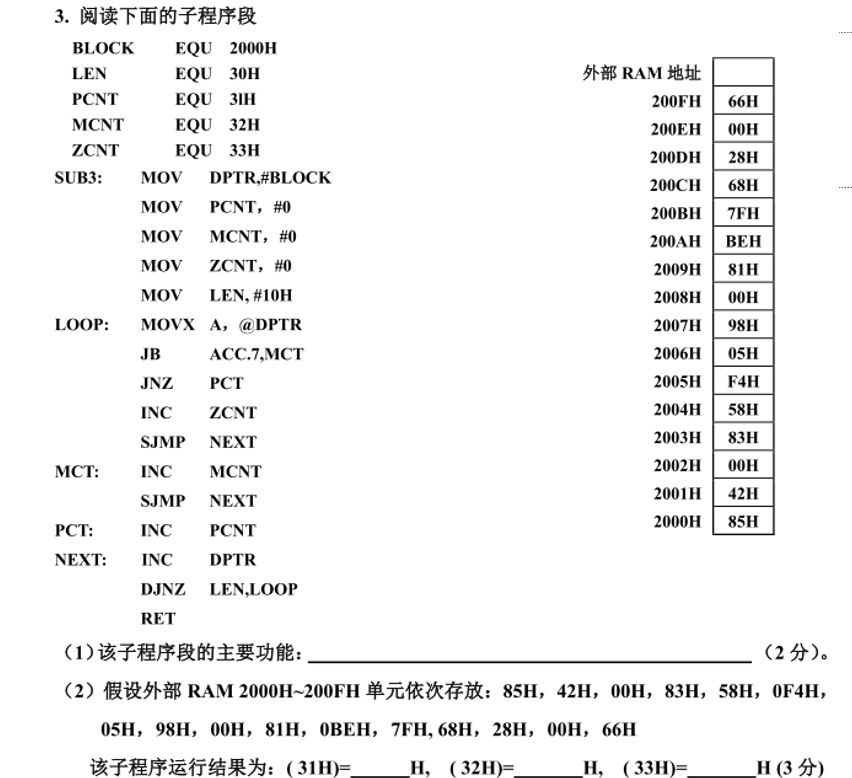 3. 阅读下面的子程序段
BLOCK EQU 2000H
LEN EQU 30H
PCNT EQU 3lH
MCNT EQU 32H
ZCNT EQU 33H
SUB3: MOV DPTR,#BLOCK
MOV PCNT，#0
MOV MCNT，#0
MOV ZCNT，#0
MOV LEN, #10H
LOOP: MOVX A，@DPTR
JB ACC.7,MCT
JNZ PCT
INC ZCNT
SJMP NEXT
MCT: INC MCNT
SJMP NEXT
PCT: INC PCNT
NEXT: INC DPTR
DJNZ LEN,LOOP
RET
外部 RAM 地址
200FH 66H
200EH 00H
200DH 28H
200CH 68H
200BH 7FH
200AH BEH
2009H 81H
2008H 00H
2007H 98H
2006H 05H
2005H F4H
2004H 58H
2003H 83H
2002H 00H
2001H 42H
2000H 85H
（1）该子程序段的主要功能：（2 分）。
（2）假设外部 RAM 2000H~200FH 单元依次存放：85H，42H，00H，83H，58H，0F4H，
05H，98H，00H，81H，0BEH，7FH, 68H，28H，00H，66H
该子程序运行结果为：( 31H)=______H, ( 32H)=______H, ( 33H)=______H (3 分)